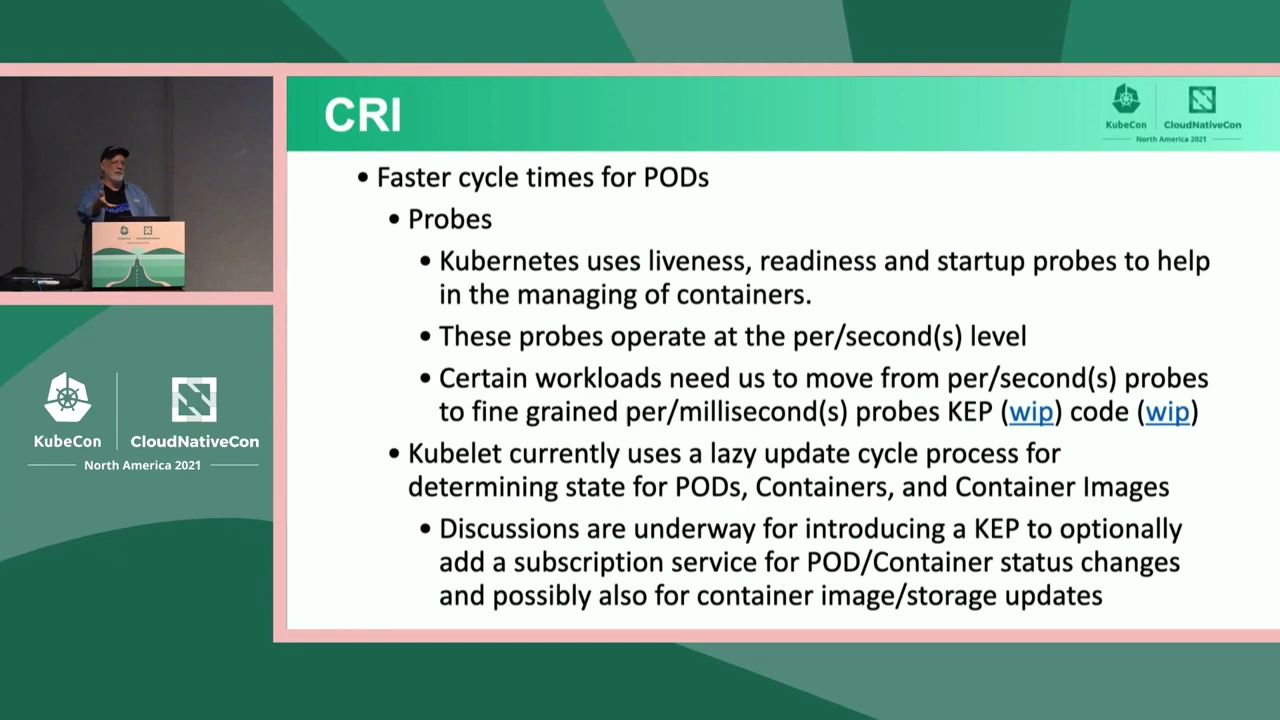 CRI
KubeCon
CloudNativeCon
North America 2021
• Faster cycle times for PODs
• Probes
• Kubernetes uses liveness, readiness and startup probes to help
in the managing of containers.
• These probes operate at the per/second(s) level
• Certain workloads need us to move from per/second(s) probes
to fine grained per/millisecond(s) probes KEP (wip) code (wip)
• Kubelet currently uses a lazy update cycle process for
determining state for PODs, Containers, and Container Images
• Discussions are underway for introducing a KEP to optionally
add a subscription service for POD/Container status changes
and possibly also for container image/storage updates
KubeCon
CloudNativeCon
North America 2021